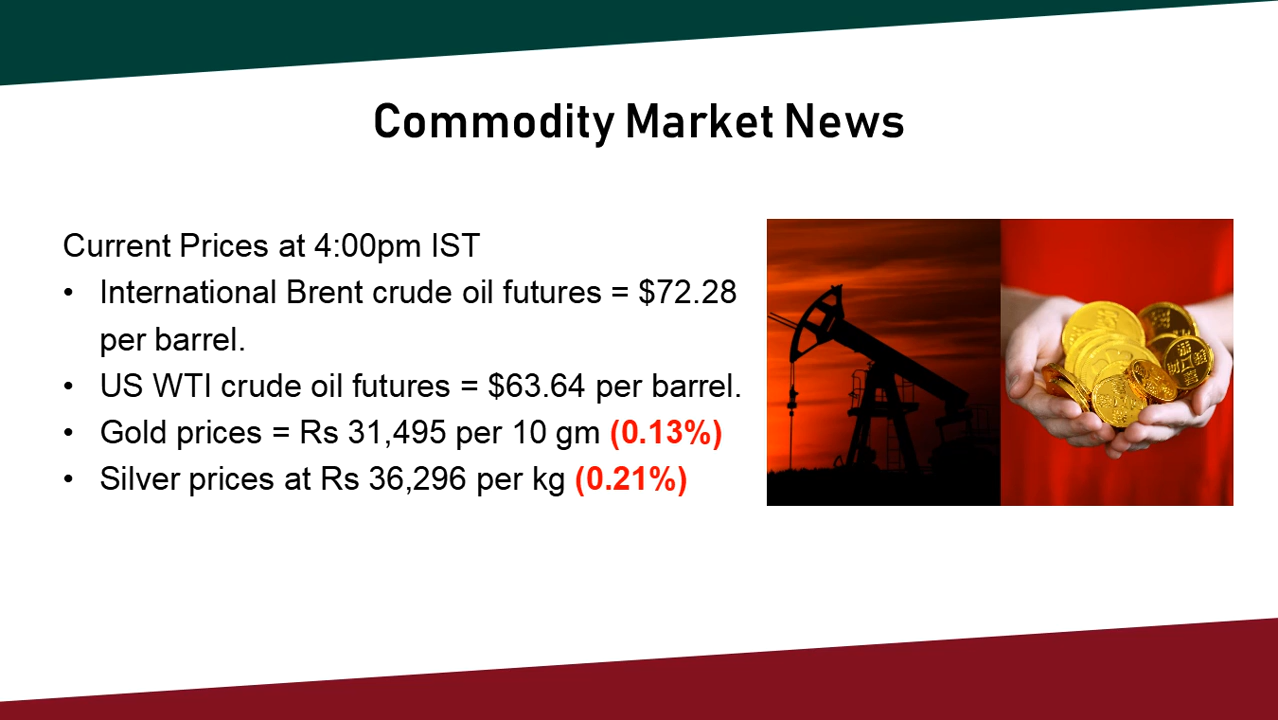 Commodity Market News
Current Prices at 4:00pm IST
• International Brent crude oil futures = $72.28
per barrel.
• US WTI crude oil futures = $63.64 per barrel.
• Gold prices = Rs 31,495 per 10 gm (0.13%)
• Silver prices at Rs 36,296 per kg (0.21%)